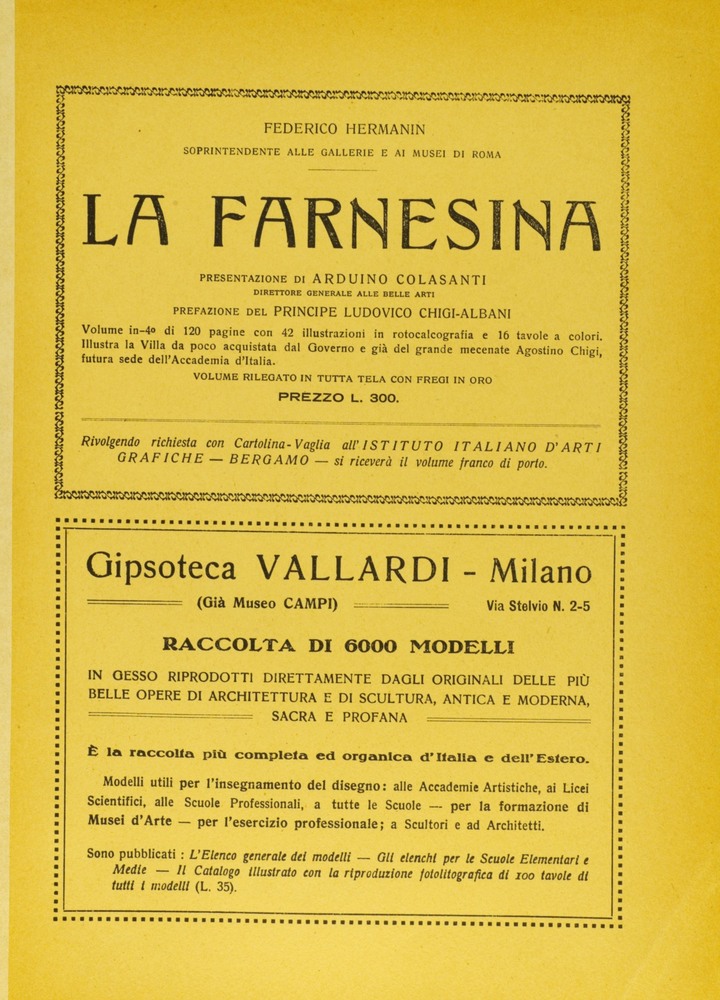 FEDERICO HERMANIN
SOPRINTENDENTE ALLE GALLERIE E AI MUSEI DI ROMA
LA FARNESINA
PRESENTAZIONE DI ARDUINO COLASANTI
DIRETTORE GENERALE ALLE BELLE ARTI
PREFAZIONE DEL PRINCIPE LUDOVICO CHIGI-ALBANI
Volume in-4º di 120 pagine con 42 illustrazioni in rotocalcografia e 16 tavole a colori.
Illustra la Villa da poco acquistata dal Governo e già del grande mecenate Agostino Chigi,
futura sede dell'Accademia d'Italia.
VOLUME RILEGATO IN TUTTA TELA CON FREGI IN ORO
PREZZO L. 300.
Rivolgendo richiesta con Cartolina-Vaglia all'ISTITUTO ITALIANO D'ARTI
GRAFICHE — BERGAMO — si riceverà il volume franco di porto.
Gipsoteca VALLARDI - Milano
(Già Museo CAMPI) Via Stelvio N. 2-5
RACCOLTA DI 6000 MODELLI
IN GESSO RIPRODOTTI DIRETTAMENTE DAGLI ORIGINALI DELLE PIÙ
BELLE OPERE DI ARCHITETTURA E DI SCULTURA, ANTICA E MODERNA,
SACRA E PROFANA
È la raccolta più completa ed organica d'Italia e dell'Estero.
Modelli utili per l'insegnamento del disegno: alle Accademie Artistiche, ai Licei
Scientifici, alle Scuole Professionali, a tutte le Scuole — per la formazione di
Musei d'Arte — per l'esercizio professionale; a Scultori e ad Architetti.
Sono pubblicati : L'Elenco generale dei modelli — Gli elenchi per le Scuole Elementari e
Medie — Il Catalogo illustrato con la riproduzione fotolitografica di 100 tavole di
tutti i modelli (L. 35).